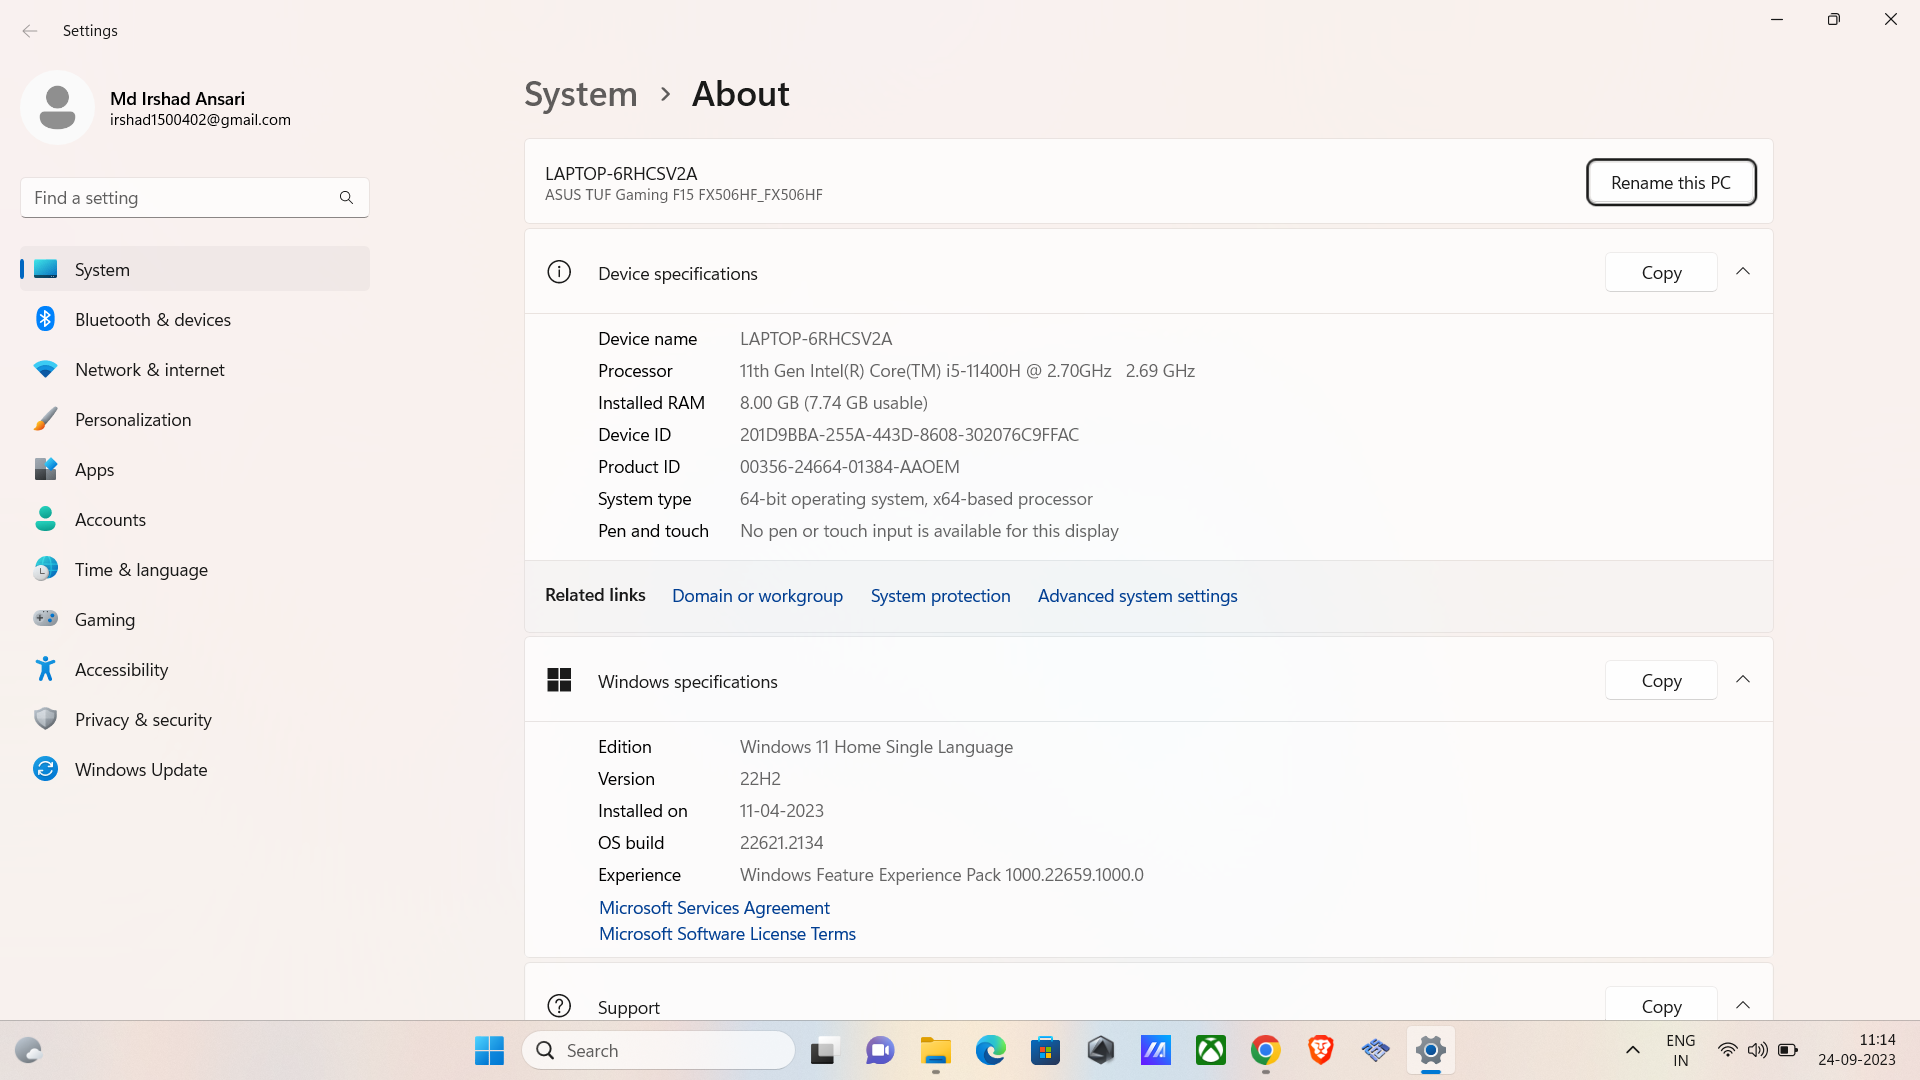 Settings
Md Irshad Ansari
irshad1500402@gmail.com
Find a setting
System
Bluetooth & devices
Network & internet
Personalization
Apps
Accounts
Time & language
Gaming
Accessibility
Privacy & security
Windows Update
System > About
LAPTOP-6RHCSV2A
ASUS TUF Gaming F15 FX506HF_FX506HF
Rename this PC
Device specifications
Copy
Device name LAPTOP-6RHCSV2A
Processor 11th Gen Intel(R) Core(TM) i5-11400H @ 2.70GHz 2.69 GHz
Installed RAM 8.00 GB (7.74 GB usable)
Device ID 201D9BBA-255A-443D-8608-302076C9FFAC
Product ID 00356-24664-01384-AAOEM
System type 64-bit operating system, x64-based processor
Pen and touch No pen or touch input is available for this display
Related links Domain or workgroup System protection Advanced system settings
Windows specifications
Copy
Edition Windows 11 Home Single Language
Version 22H2
Installed on 11-04-2023
OS build 22621.2134
Experience Windows Feature Experience Pack 1000.22659.1000.0
Microsoft Services Agreement
Microsoft Software License Terms
Support
Copy
Search
ENG
IN
11:14
24-09-2023